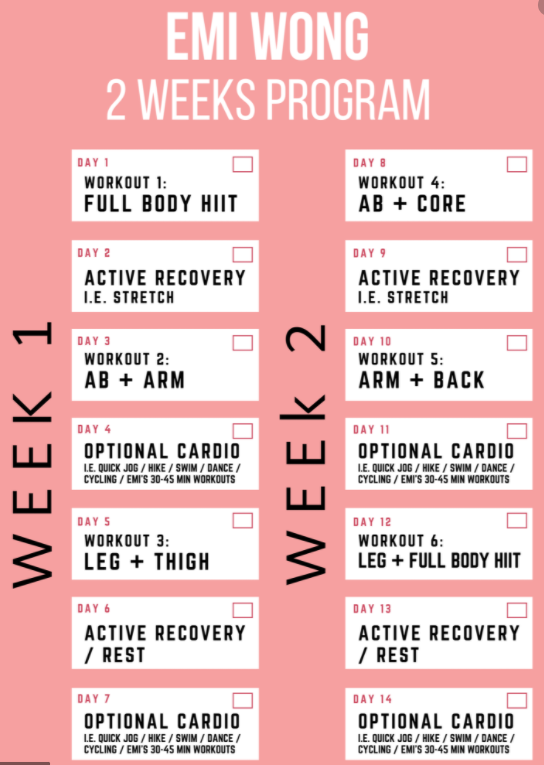 EMI WONG
2 WEEKS PROGRAM
WEEK 1
DAY 1
WORKOUT 1:
FULL BODY HIIT
DAY 2
ACTIVE RECOVERY
I.E. STRETCH
DAY 3
WORKOUT 2:
AB + ARM
DAY 4
OPTIONAL CARDIO
I.E. QUICK JOG / HIKE / SWIM / DANCE /
CYCLING / EMI'S 30-45 MIN WORKOUTS
DAY 5
WORKOUT 3:
LEG + THIGH
DAY 6
ACTIVE RECOVERY
/ REST
DAY 7
OPTIONAL CARDIO
I.E. QUICK JOG / HIKE / SWIM / DANCE /
CYCLING / EMI'S 30-45 MIN WORKOUTS
WEEk 2
DAY 8
WORKOUT 4:
AB + CORE
DAY 9
ACTIVE RECOVERY
I.E. STRETCH
DAY 10
WORKOUT 5:
ARM + BACK
DAY 11
OPTIONAL CARDIO
I.E. QUICK JOG / HIKE / SWIM / DANCE /
CYCLING / EMI'S 30-45 MIN WORKOUTS
DAY 12
WORKOUT 6:
LEG + FULL BODY HIIT
DAY 13
ACTIVE RECOVERY
/ REST
DAY 14
OPTIONAL CARDIO
I.E. QUICK JOG / HIKE / SWIM / DANCE /
CYCLING / EMI'S 30-45 MIN WORKOUTS